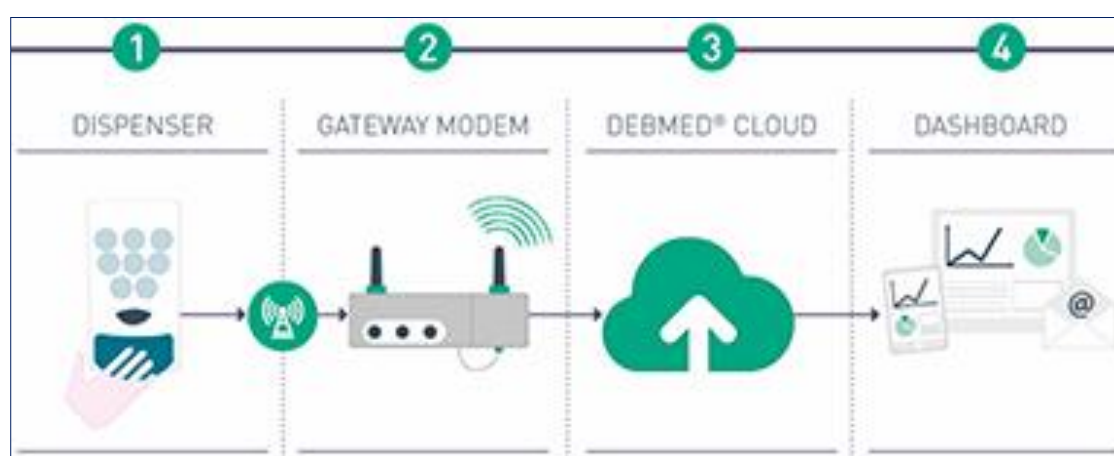 1
2
3
4
DISPENSER
GATEWAY MODEM
DEBMED® CLOUD
DASHBOARD
@